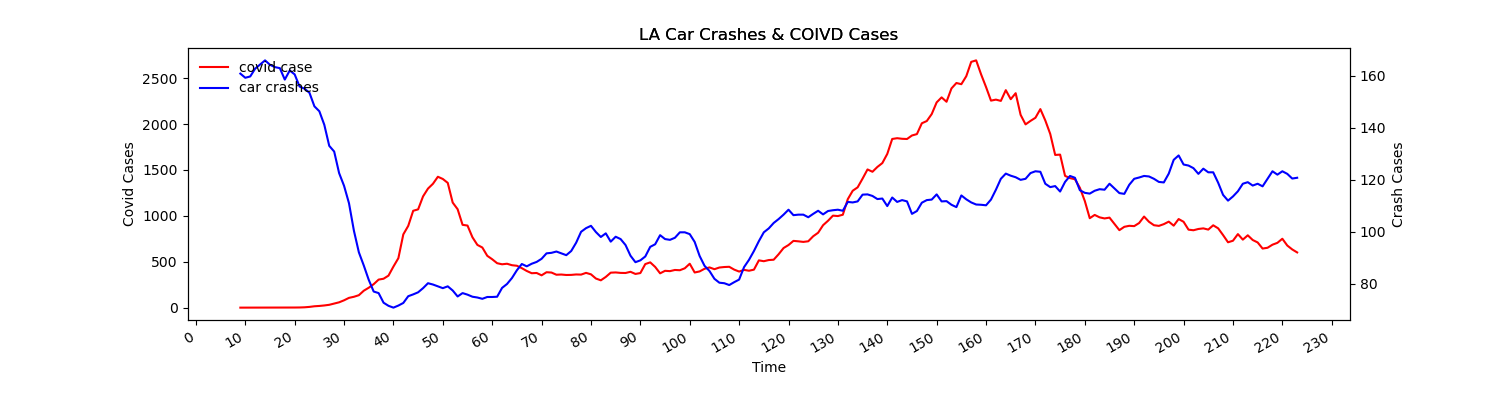 LA Car Crashes & COIVD Cases
covid case
car crashes
Covid Cases
2500
2000
1500
1000
500
0
160
140
120
100
80
Crash Cases
0 10 20 30 40 50 60 70 80 90 100 110 120 130 140 150 160 170 180 190 200 210 220 230
Time